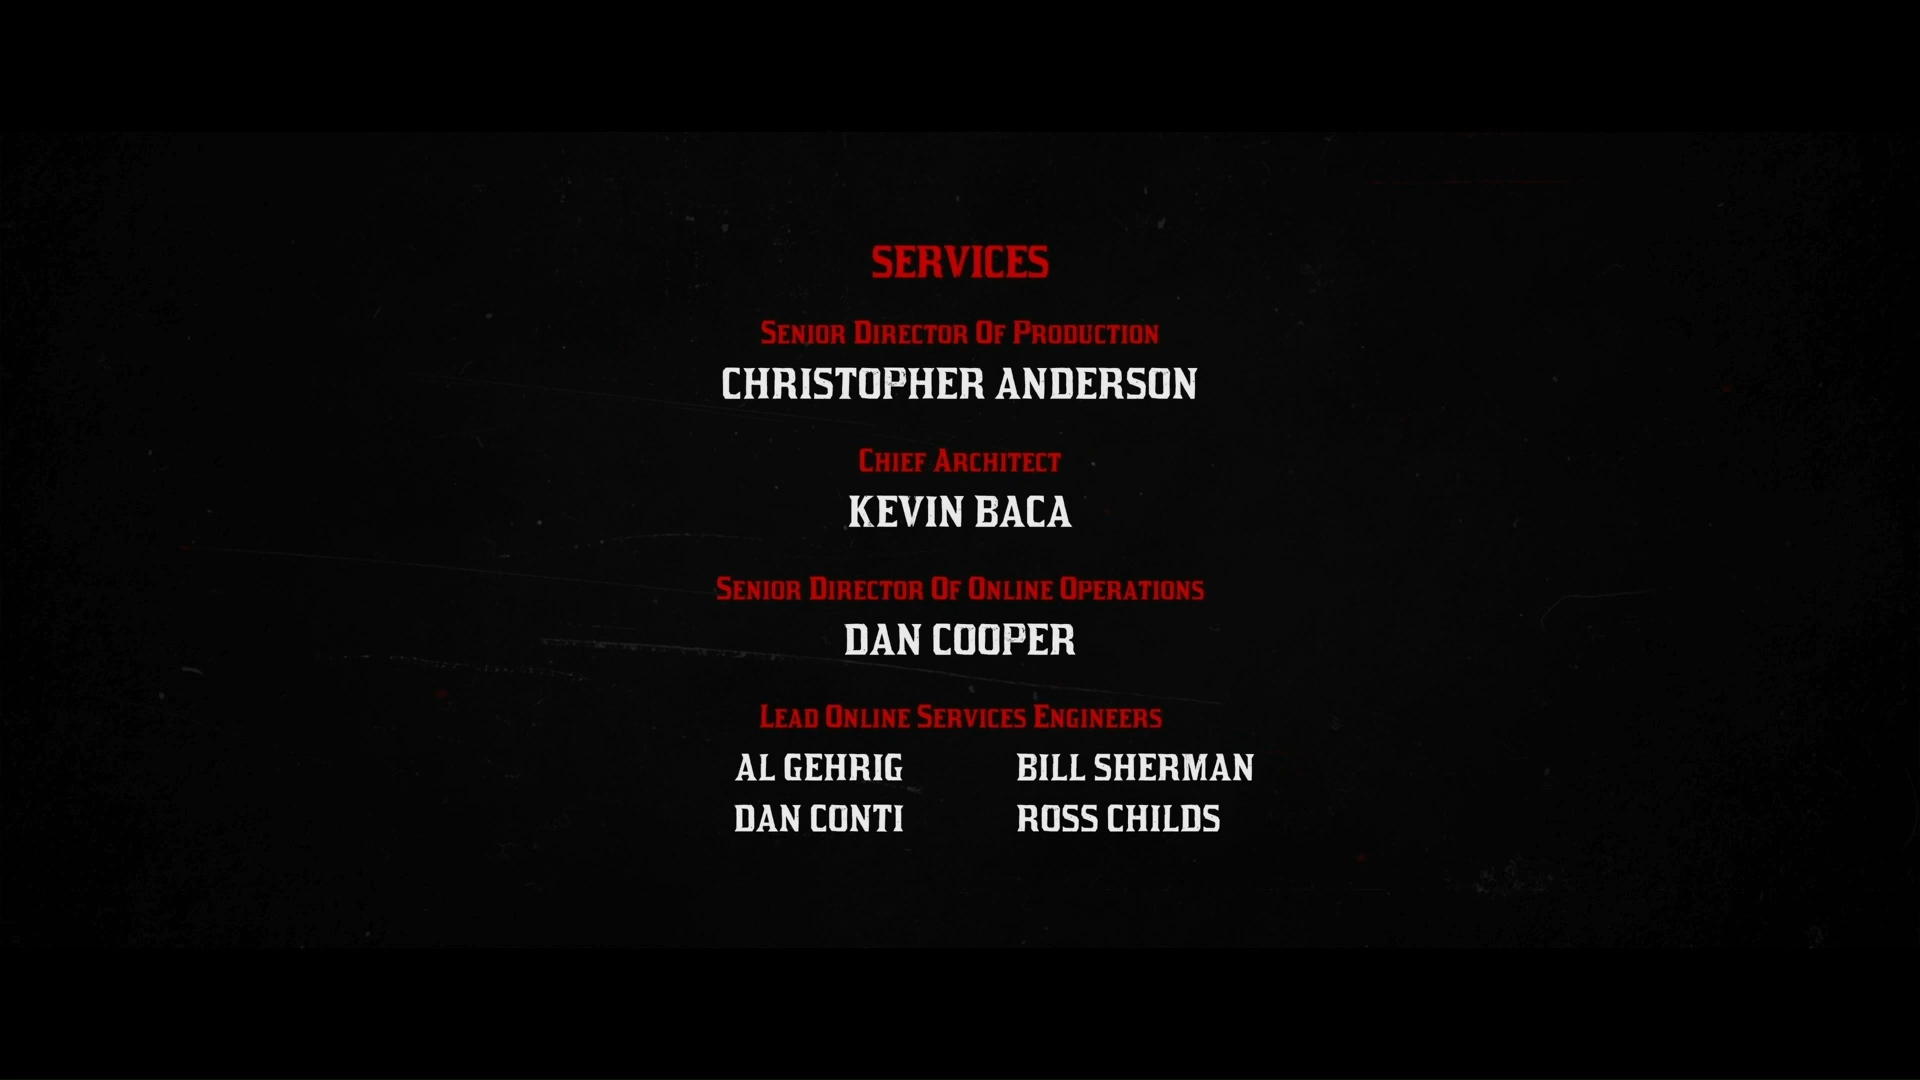 SERVICES
Senior Director Of Production
CHRISTOPHER ANDERSON
Chief Architect
KEVIN BACA
Senior Director Of Online Operations
DAN COOPER
Lead Online Services Engineers
AL GEHRIG BILL SHERMAN
DAN CONTI ROSS CHILDS